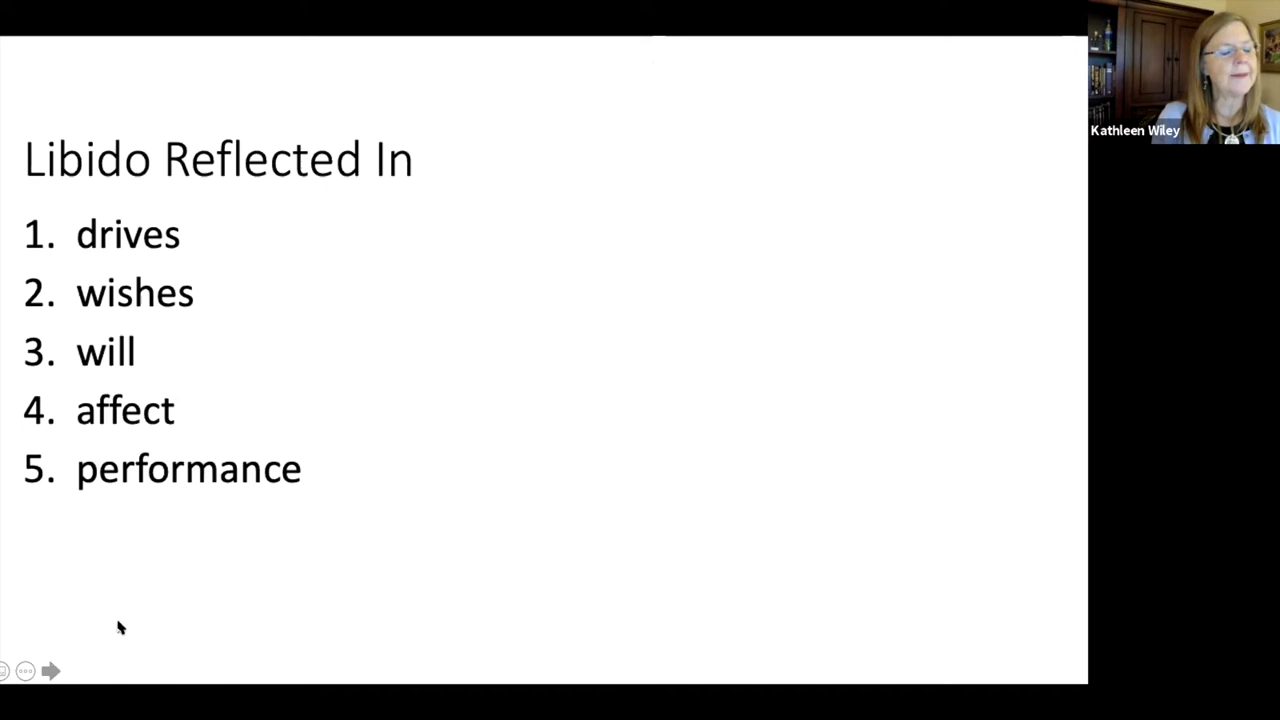 Libido Reflected In
1. drives
2. wishes
3. will
4. affect
5. performance
Kathleen Wiley